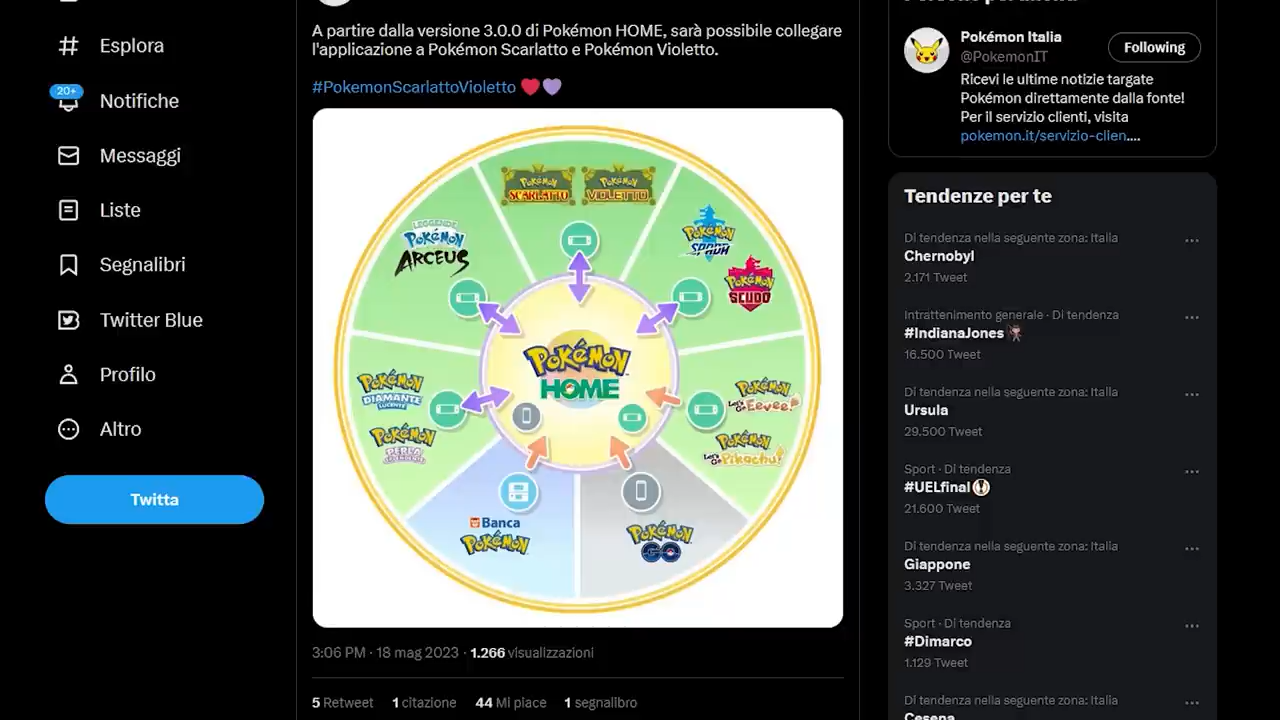 Esplora
Notifiche
20+
Messaggi
Liste
Segnalibri
Twitter Blue
Profilo
Altro
Twitta
A partire dalla versione 3.0.0 di Pokémon HOME, sarà possibile collegare
l'applicazione a Pokémon Scarlatto e Pokémon Violetto.
#PokemonScarlattoVioletto ❤️💜
POKÉMON SCARLATTO
POKÉMON VIOLETTO
LEGGENDE
POKÉMON
ARCEUS
POKÉMON
SPADA
POKÉMON
SCUDO
POKÉMON
HOME
POKÉMON
DIAMANTE
LUCENTE
POKÉMON
PERLA
SPLENDENTE
POKÉMON
Let's Go Eevee!
POKÉMON
Let's Go Pikachu!
Banca
POKÉMON
POKÉMON
GO
3:06 PM · 18 mag 2023 · 1.266 visualizzazioni
5 Retweet 1 citazione 44 Mi piace 1 segnalibro
Pokémon Italia
@PokemonIT
Following
Ricevi le ultime notizie targate
Pokémon direttamente dalla fonte!
Per il servizio clienti, visita
pokemon.it/servizio-clien....
Tendenze per te
Di tendenza nella seguente zona: Italia
Chernobyl
2.171 Tweet
Intrattenimento generale · Di tendenza
#IndianaJones
16.500 Tweet
Di tendenza nella seguente zona: Italia
Ursula
29.500 Tweet
Sport · Di tendenza
#UELfinal
21.600 Tweet
Di tendenza nella seguente zona: Italia
Giappone
3.327 Tweet
Sport · Di tendenza
#Dimarco
1.129 Tweet
Di tendenza nella seguente zona: Italia
Cesena